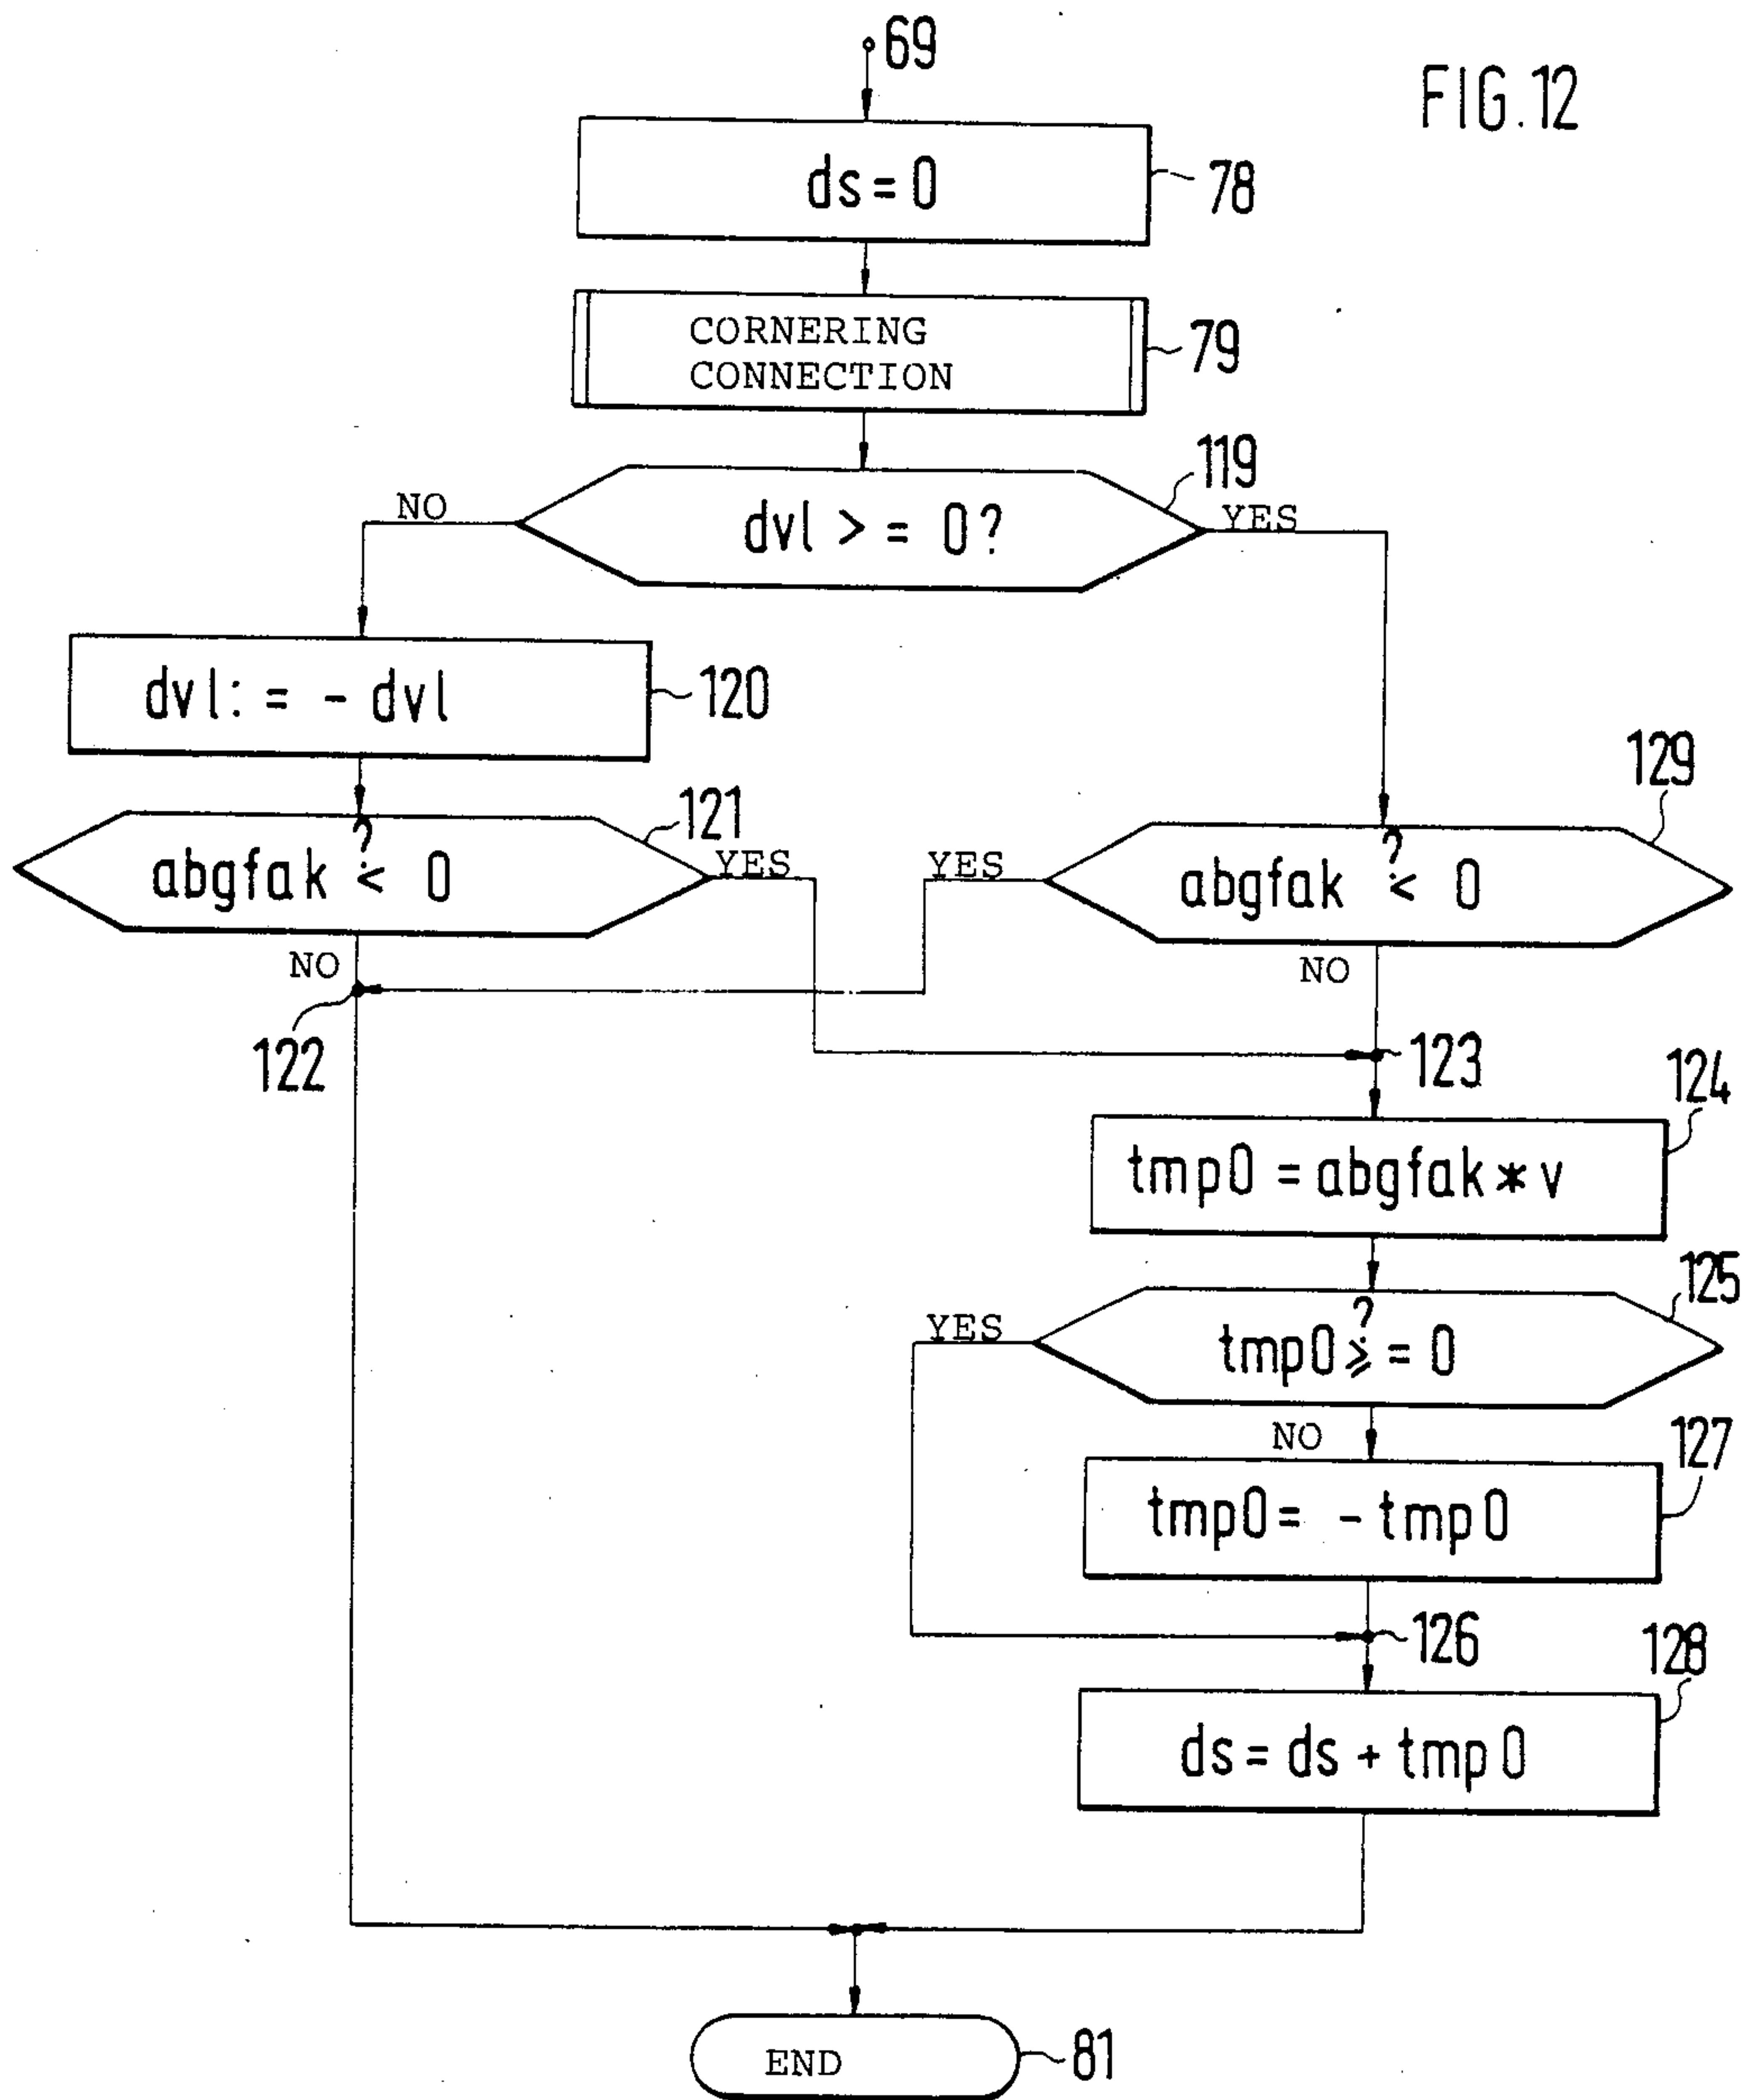 69
FIG. 12
ds = 0
78
CORNERING
CONNECTION
79
119
NO
dvl > = 0?
YES
dvl: = - dvl
120
129
121
abgfak ?< 0
YES
YES
abgfak ?< 0
NO
NO
122
123
124
tmp0 = abgfak * v
125
YES
tmp0 ?⩾ = 0
NO
127
tmp0 = - tmp0
126
128
ds = ds + tmp0
END
81